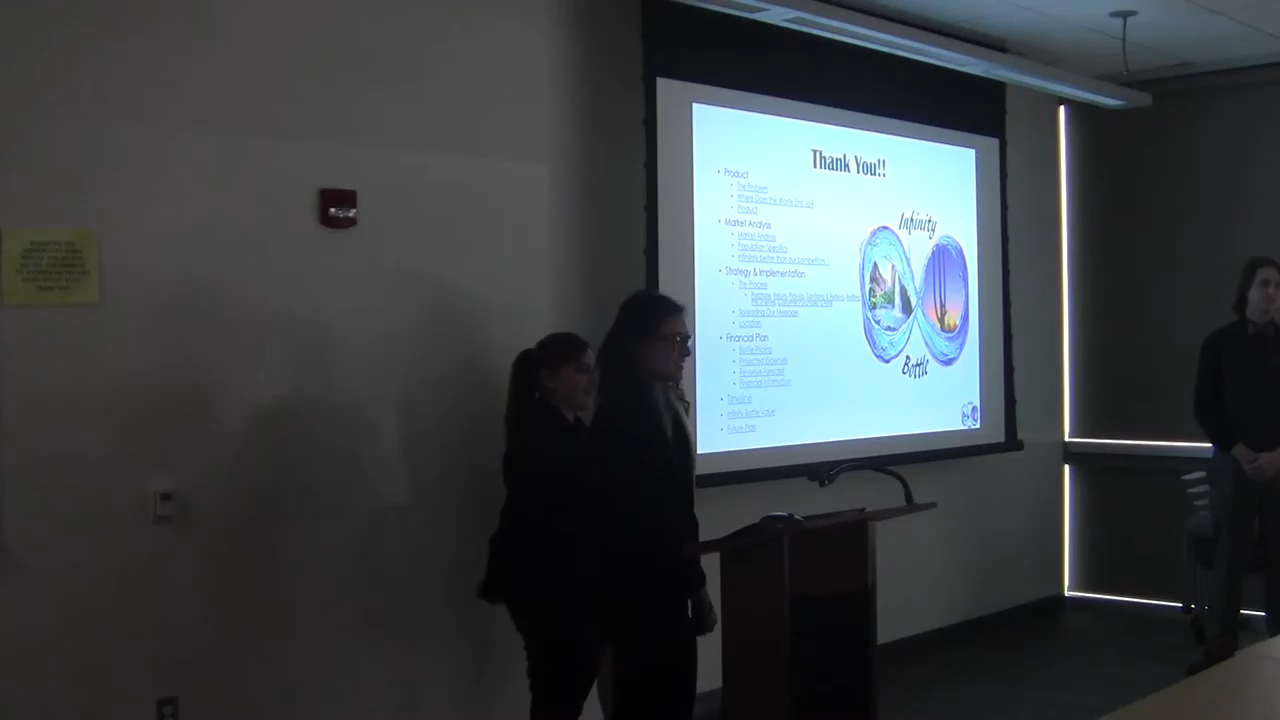 Thank You!!
• Product
• The Problem
• Where Does the Waste End Up?
• Product
• Market Analysis
• Market Analysis
• Population Specifics
• Infinitely better than our competition...
• Strategy & Implementation
• The Process
• Spreading Our Message
• Location
• Financial Plan
• Bottle Pricing
• Projected Expenses
• Revenue Forecast
• Financial Information
• Timeline
• Infinity Bottle Value
• Future Plan
Infinity
Bottle